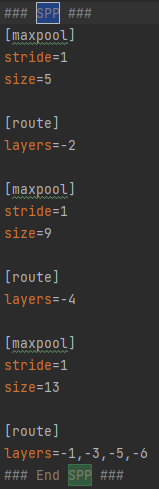 ### SPP ###
[maxpool]
stride=1
size=5
[route]
layers=-2
[maxpool]
stride=1
size=9
[route]
layers=-4
[maxpool]
stride=1
size=13
[route]
layers=-1,-3,-5,-6
### End SPP ###